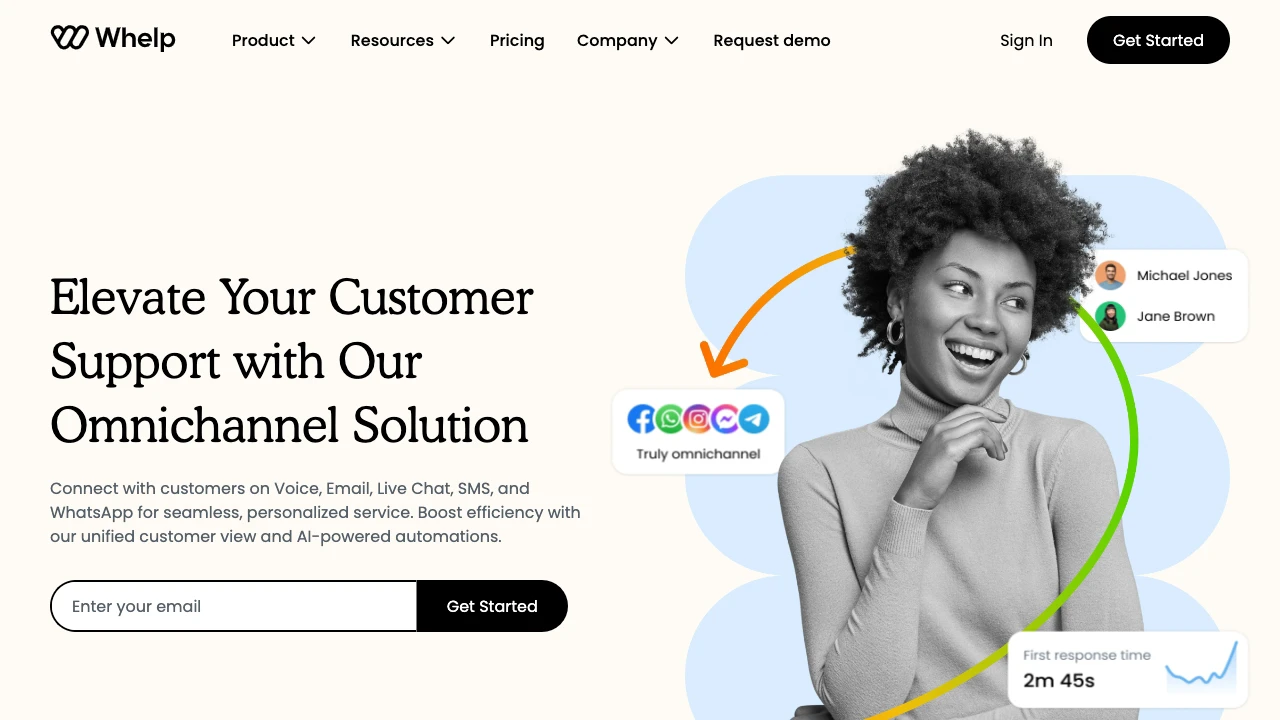 Whelp
Product
Resources
Pricing
Company
Request demo
Sign In
Get Started
Elevate Your Customer
Support with Our
Omnichannel Solution
Connect with customers on Voice, Email, Live Chat, SMS, and
WhatsApp for seamless, personalized service. Boost efficiency with
our unified customer view and AI-powered automations.
Enter your email
Get Started
Michael Jones
Jane Brown
Truly omnichannel
First response time
2m 45s